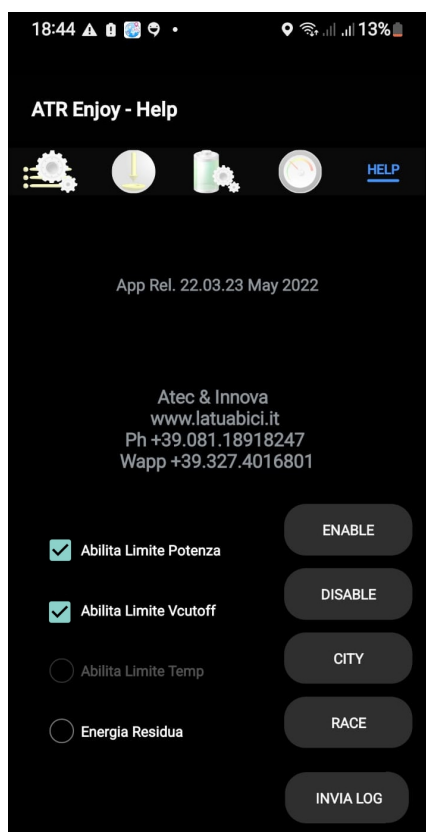 18:44
13%
ATR Enjoy - Help
HELP
App Rel. 22.03.23 May 2022
Atec & Innova
www.latuabici.it
Ph +39.081.18918247
Wapp +39.327.4016801
Abilita Limite Potenza
ENABLE
Abilita Limite Vcutoff
DISABLE
Abilita Limite Temp
CITY
Energia Residua
RACE
INVIA LOG